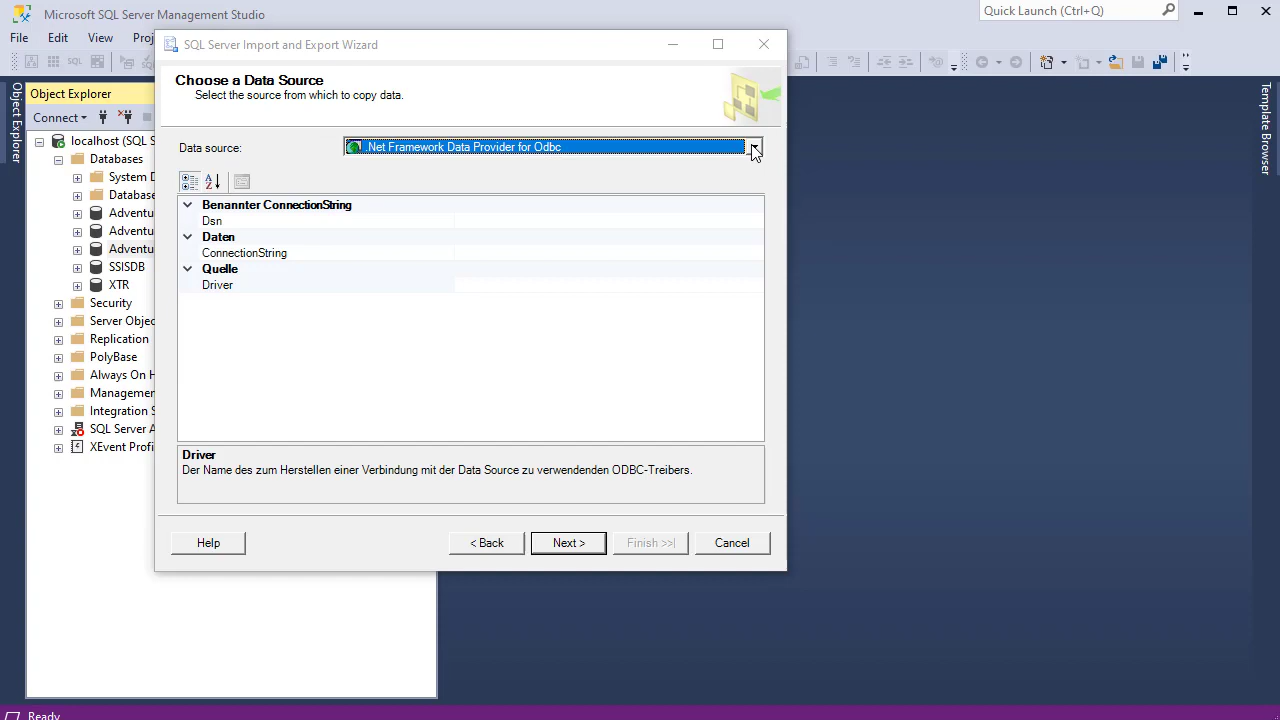 Microsoft SQL Server Management Studio
Quick Launch (Ctrl+Q)
File Edit View Proj
SQL Server Import and Export Wizard
Choose a Data Source
Select the source from which to copy data.
Data source: .Net Framework Data Provider for Odbc
Benannter ConnectionString
Dsn
Daten
ConnectionString
Quelle
Driver
Driver
Der Name des zum Herstellen einer Verbindung mit der Data Source zu verwendenden ODBC-Treibers.
Help < Back Next > Finish >>| Cancel
Object Explorer
Object Explorer
Connect
localhost (SQL S
Databases
System D
Database
Adventu
Adventu
Adventu
SSISDB
XTR
Security
Server Objec
Replication
PolyBase
Always On H
Managemen
Integration S
SQL Server A
XEvent Profi
Template Browser
Ready